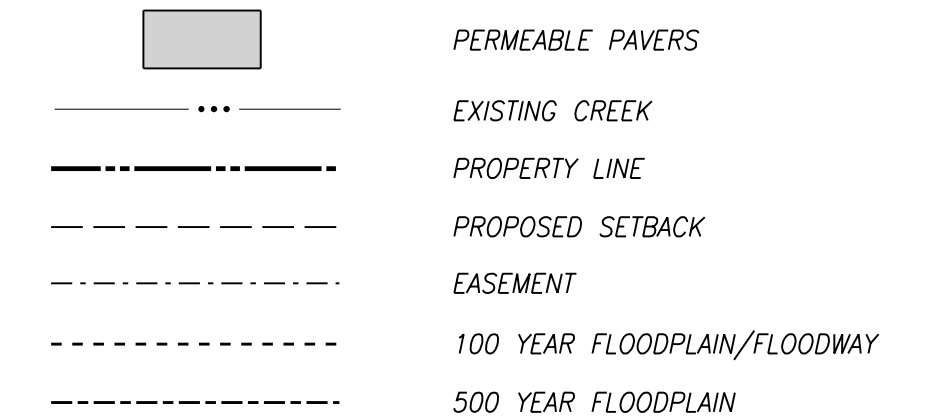 PERMEABLE PAVERS
EXISTING CREEK
PROPERTY LINE
PROPOSED SETBACK
EASEMENT
100 YEAR FLOODPLAIN/FLOODWAY
500 YEAR FLOODPLAIN